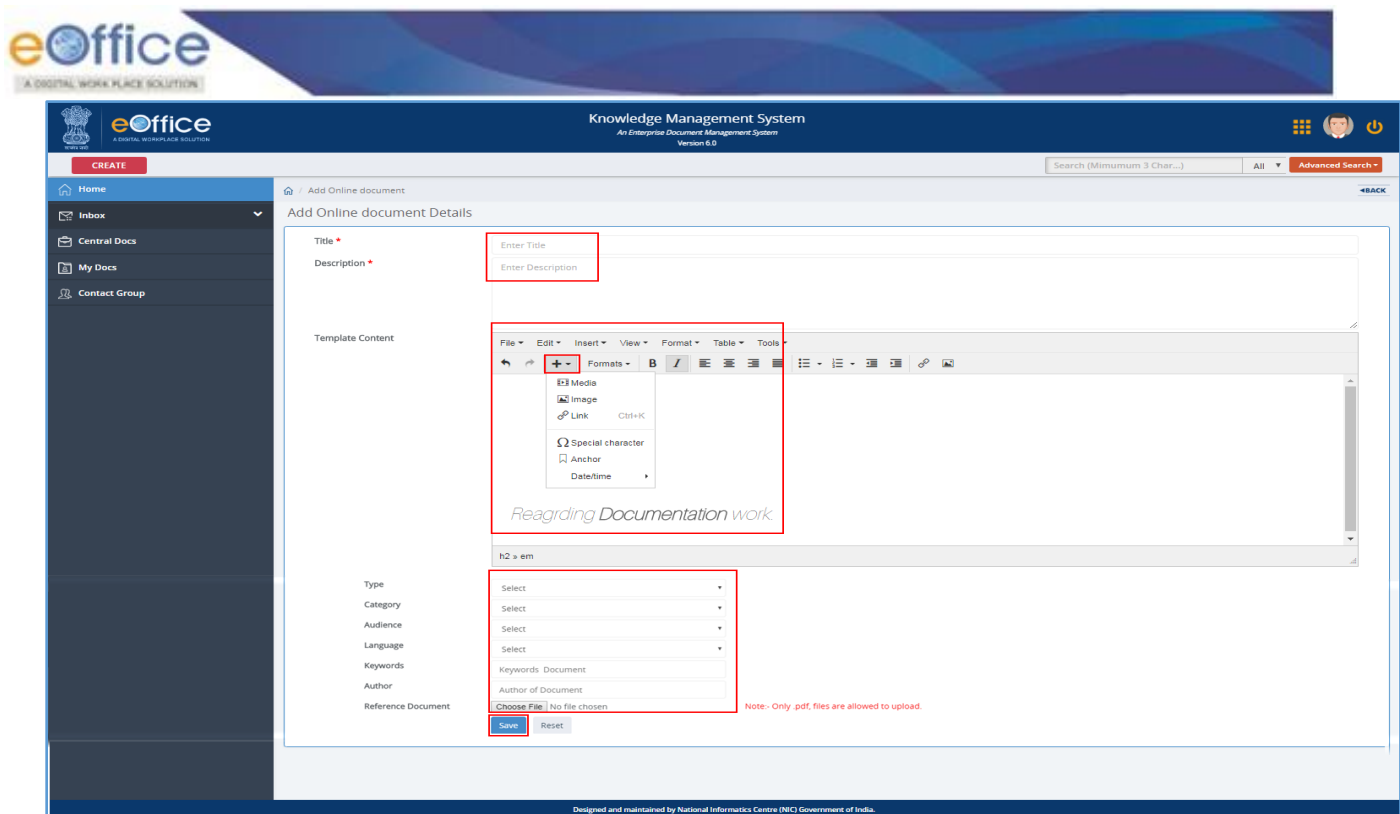 eOffice
A DIGITAL WORK PLACE SOLUTION
eOffice
A DIGITAL WORKPLACE SOLUTION
Knowledge Management System
An Enterprise Document Management System
Version 6.0
CREATE
Search (Mimumum 3 Char...) All Advanced Search
Home
Inbox
Central Docs
My Docs
Contact Group
/ Add Online document
BACK
Add Online document Details
Title *
Enter Title
Description *
Enter Description
Template Content
File Edit Insert View Format Table Tools
Formats B I
Media
Image
Link Ctrl+K
Special character
Anchor
Date/time
Reagrding Documentation work.
h2 » em
Type Select
Category Select
Audience Select
Language Select
Keywords Keywords Document
Author Author of Document
Reference Document Choose File No file chosen Note:- Only .pdf, files are allowed to upload.
Save Reset
Designed and maintained by National Informatics Centre (NIC) Government of India.